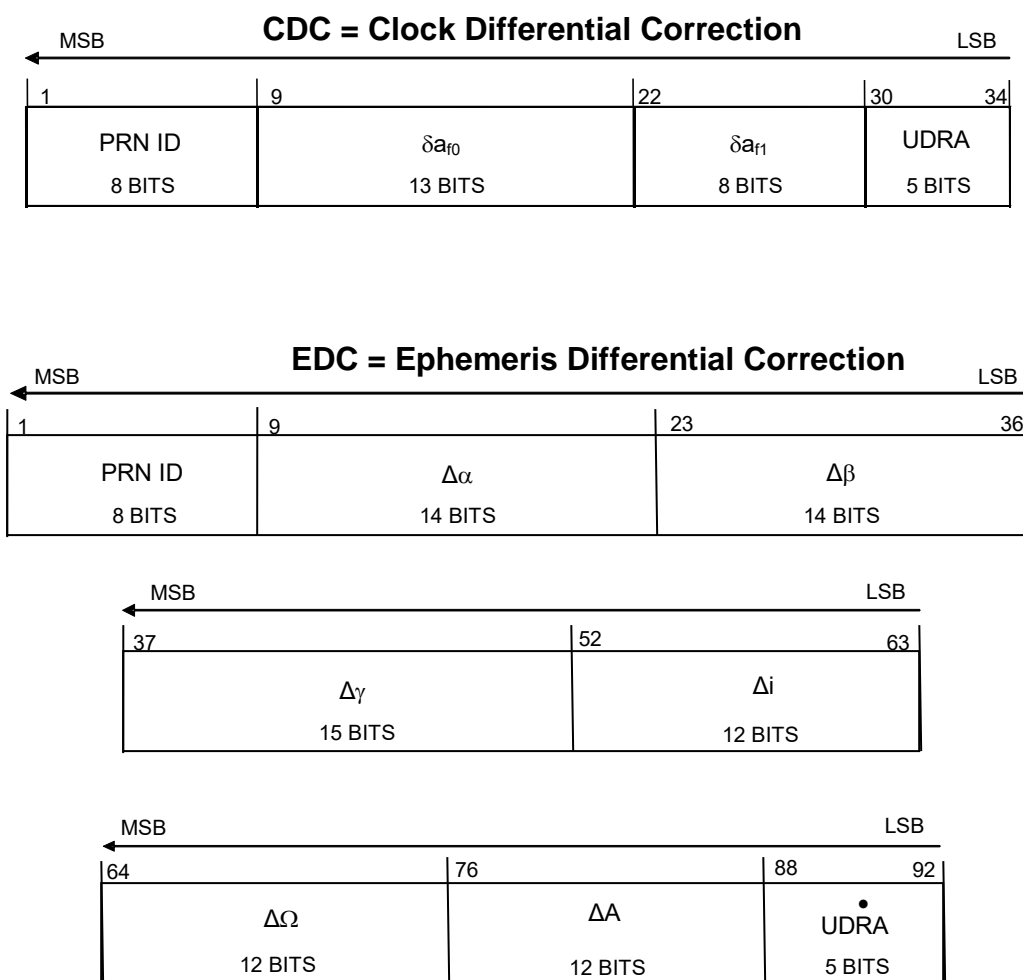 CDC = Clock Differential Correction
MSB LSB
1 9 22 30 34
PRN ID δaf0 δaf1 UDRA
8 BITS 13 BITS 8 BITS 5 BITS
EDC = Ephemeris Differential Correction
MSB LSB
1 9 23 36
PRN ID Δα Δβ
8 BITS 14 BITS 14 BITS
MSB LSB
37 52 63
Δγ Δi
15 BITS 12 BITS
MSB LSB
64 76 88 92
ΔΩ ΔA UDṘA
12 BITS 12 BITS 5 BITS